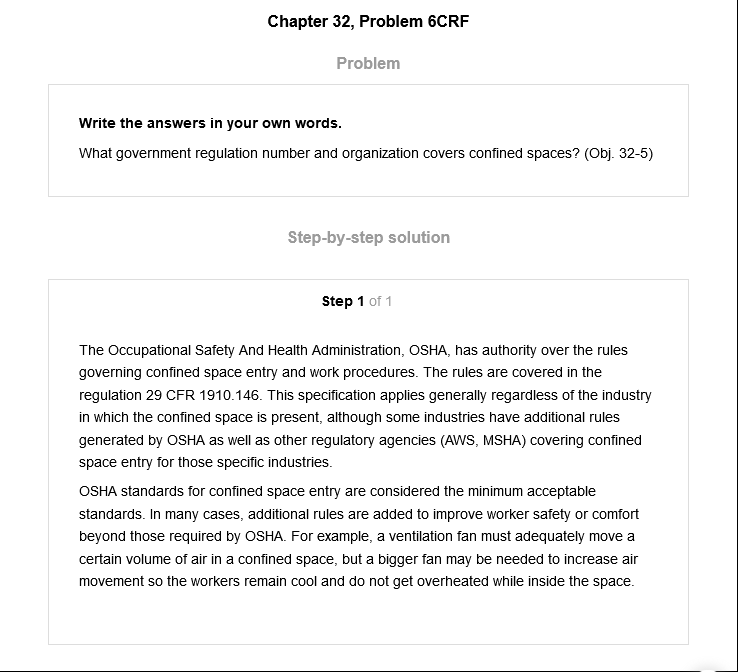 Chapter 32, Problem 6CRF
Problem
Write the answers in your own words.
What government regulation number and organization covers confined spaces? (Obj. 32-5)
Step-by-step solution
Step 1 of 1
The Occupational Safety And Health Administration, OSHA, has authority over the rules
governing confined space entry and work procedures. The rules are covered in the
regulation 29 CFR 1910.146. This specification applies generally regardless of the industry
in which the confined space is present, although some industries have additional rules
generated by OSHA as well as other regulatory agencies (AWS, MSHA) covering confined
space entry for those specific industries.
OSHA standards for confined space entry are considered the minimum acceptable
standards. In many cases, additional rules are added to improve worker safety or comfort
beyond those required by OSHA. For example, a ventilation fan must adequately move a
certain volume of air in a confined space, but a bigger fan may be needed to increase air
movement so the workers remain cool and do not get overheated while inside the space.